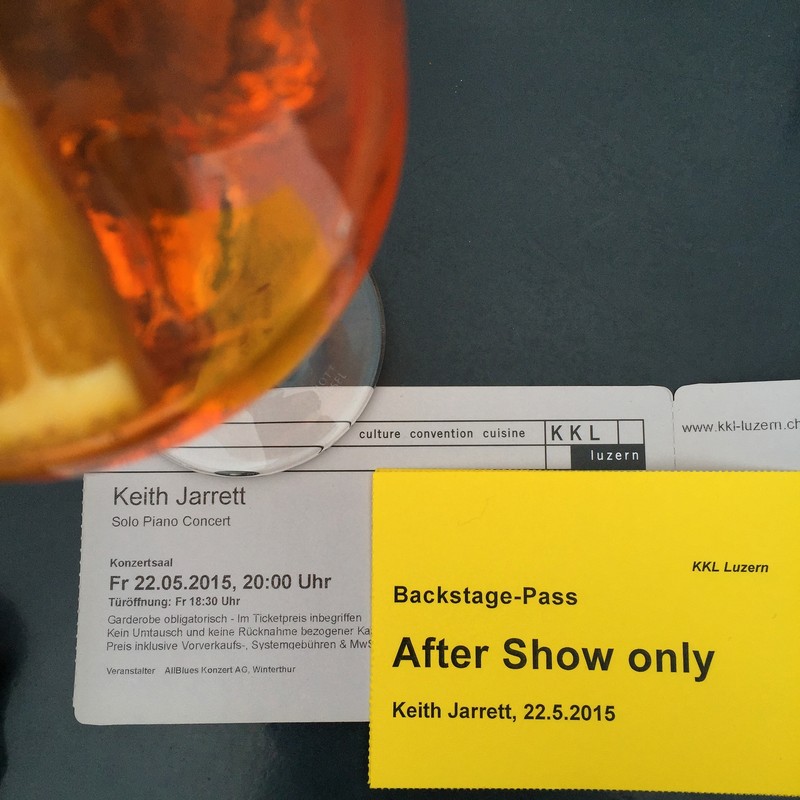 culture convention cuisine
KKL
luzern
www.kkl-luzern.ch
Keith Jarrett
Solo Piano Concert
Konzertsaal
Fr 22.05.2015, 20:00 Uhr
Türöffnung: Fr 18:30 Uhr
Garderobe obligatorisch - Im Ticketpreis inbegriffen
Kein Umtausch und keine Rücknahme bezogener Ka
Preis inklusive Vorverkaufs-, Systemgebühren & MwS
Veranstalter AllBlues Konzert AG, Winterthur
KKL Luzern
Backstage-Pass
After Show only
Keith Jarrett, 22.5.2015